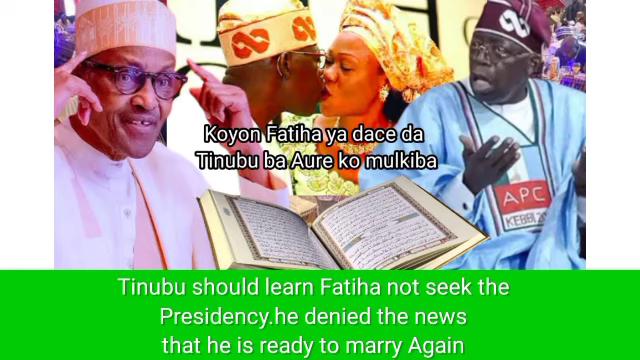 Koyon Fatiha ya dace da
Tinubu ba Aure ko mulkiba
APC
Tinubu should learn Fatiha not seek the
Presidency.he denied the news
that he is ready to marry Again